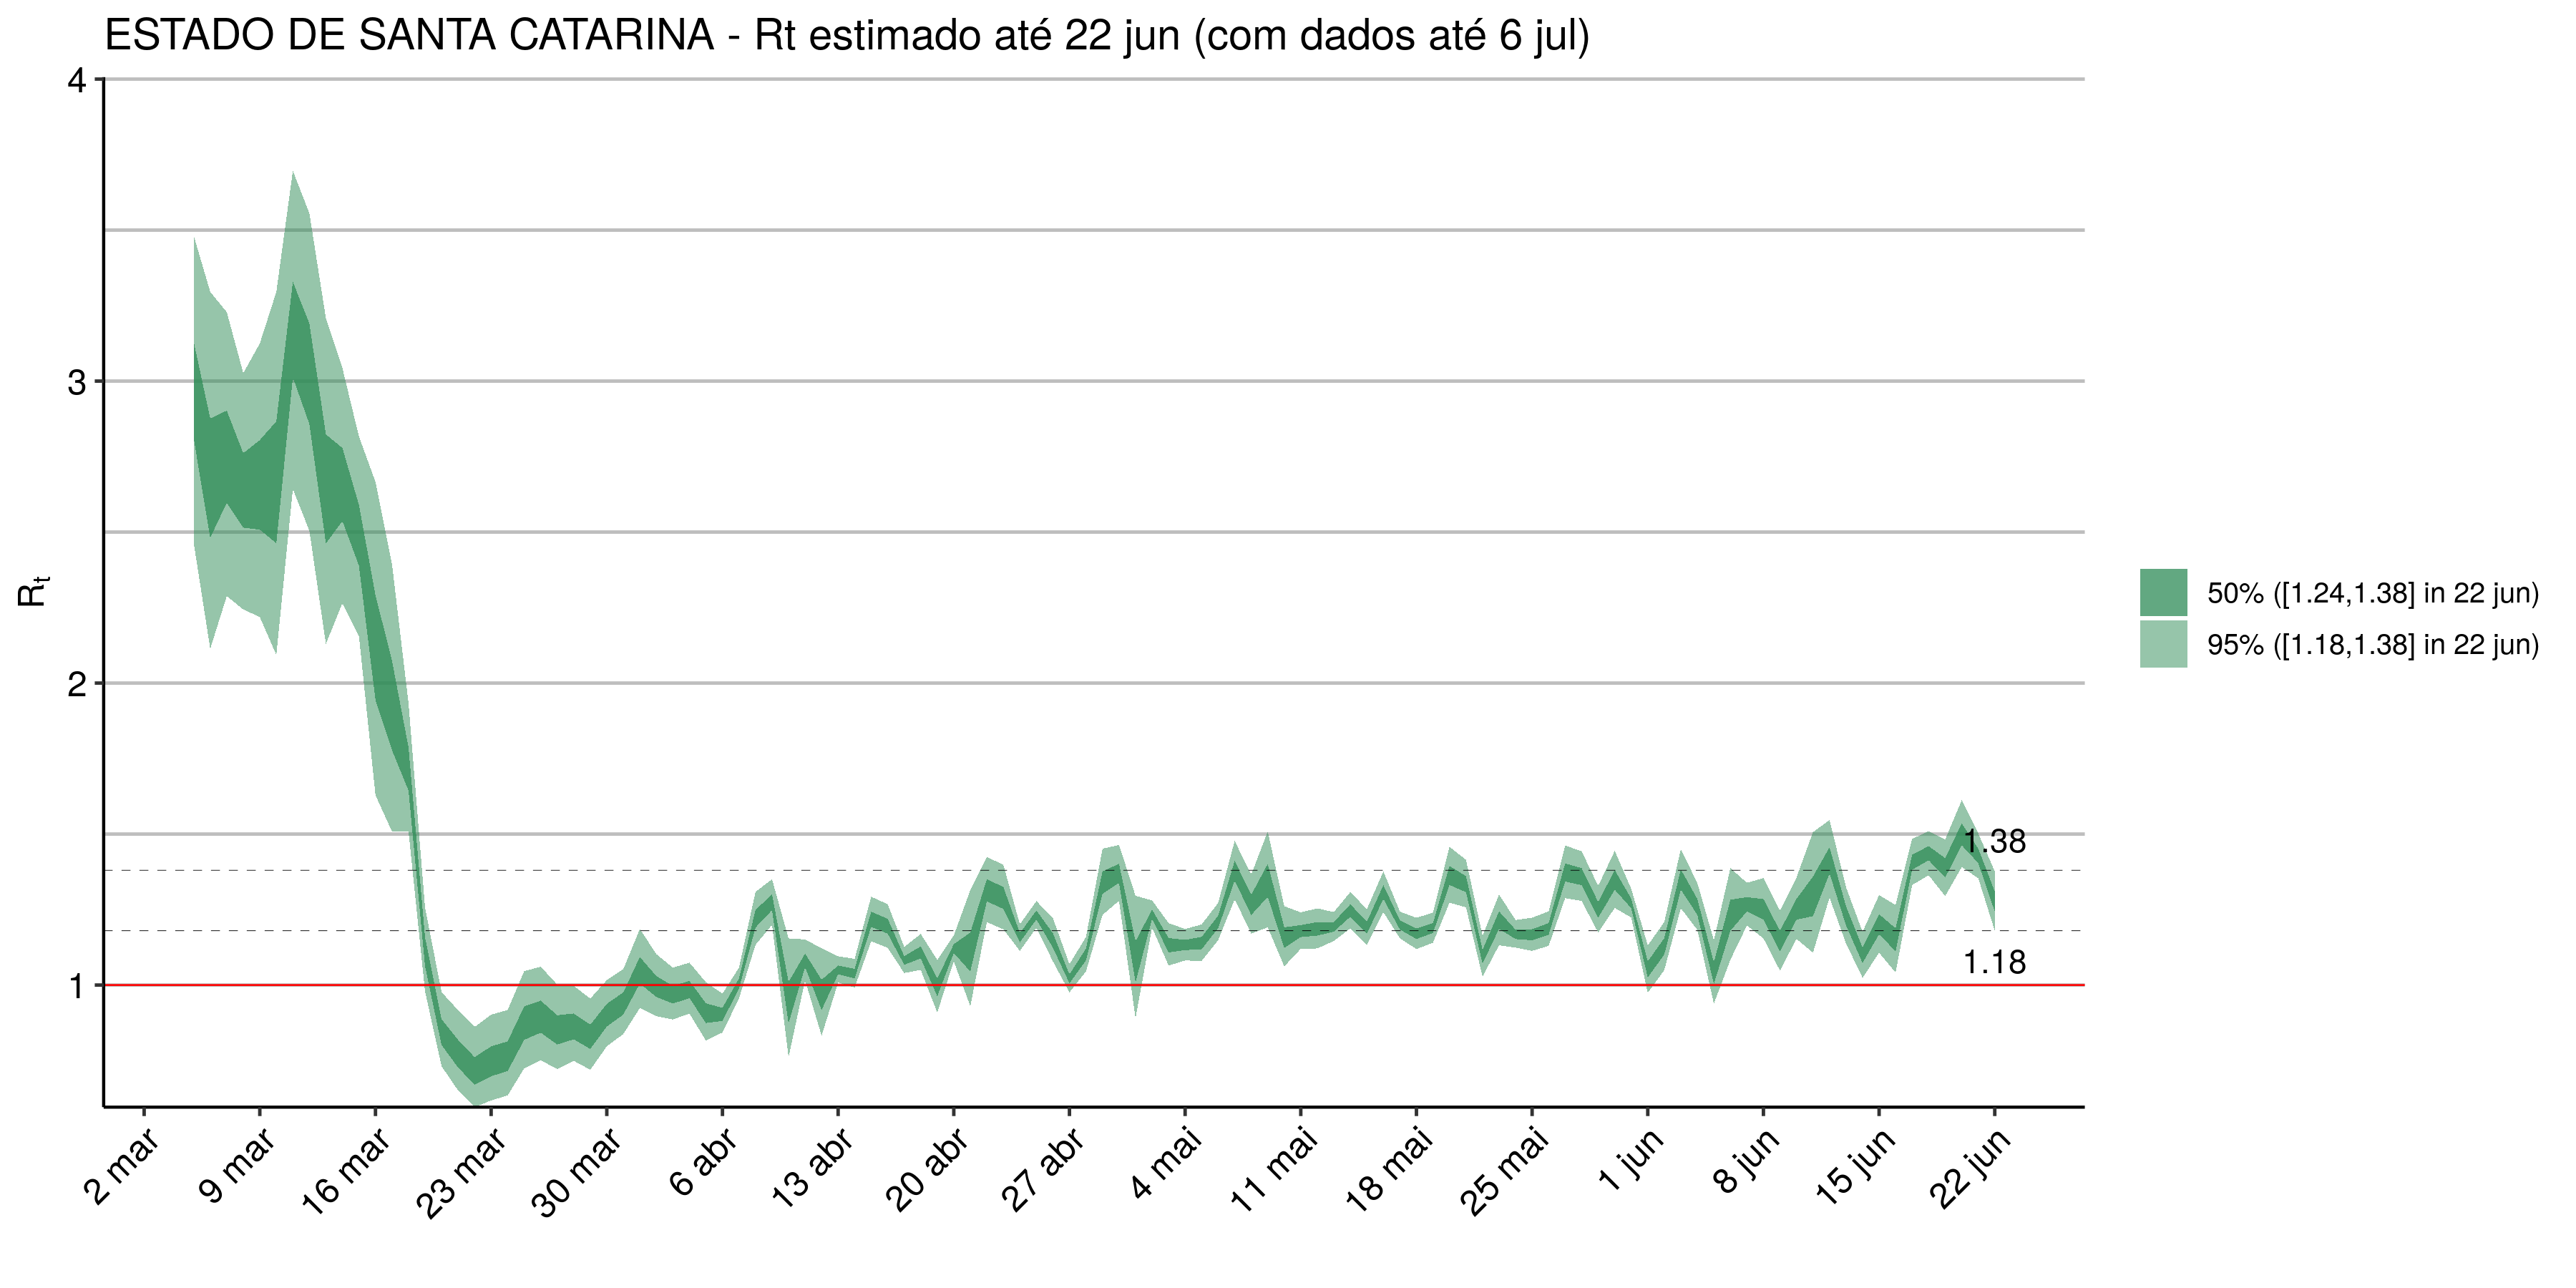 ESTADO DE SANTA CATARINA - Rt estimado até 22 jun (com dados até 6 jul)
4
3
2
1
Rt
1.38
1.18
50% ([1.24,1.38] in 22 jun)
95% ([1.18,1.38] in 22 jun)
2 mar
9 mar
16 mar
23 mar
30 mar
6 abr
13 abr
20 abr
27 abr
4 mai
11 mai
18 mai
25 mai
1 jun
8 jun
15 jun
22 jun